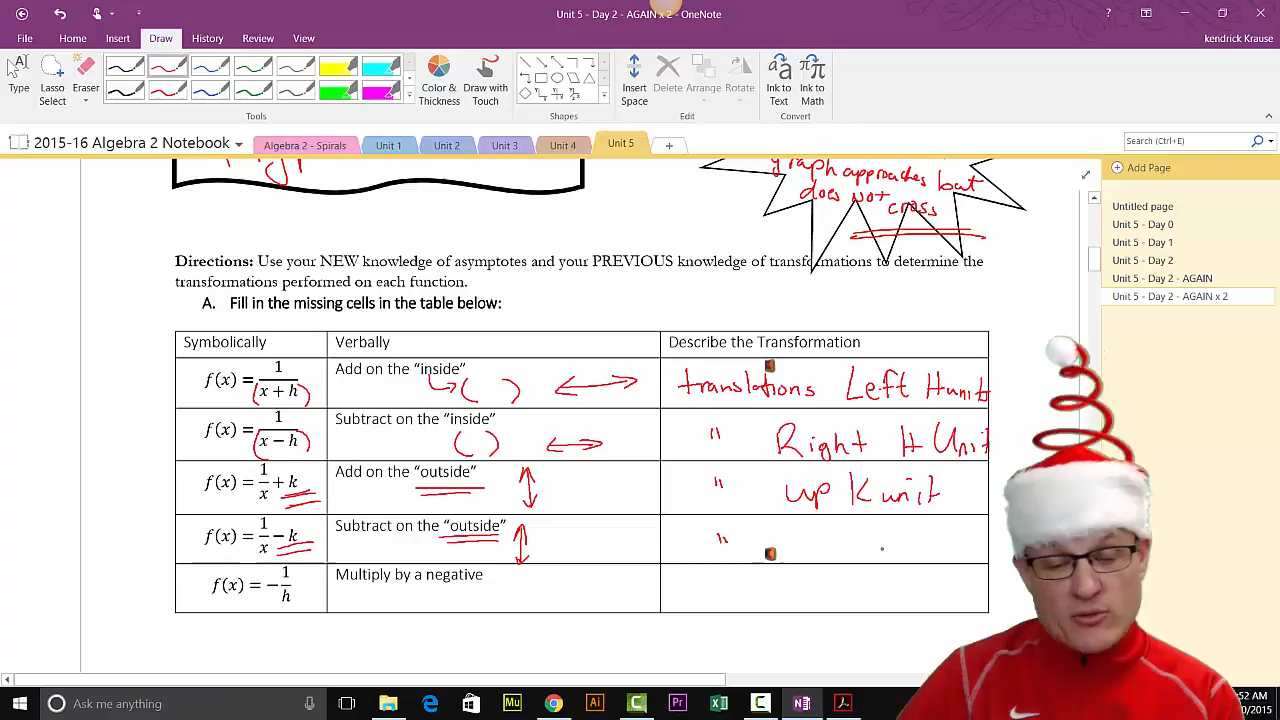 Unit 5 - Day 2 - AGAIN x 2 - OneNote
File Home Insert Draw History Review View
kendrick Krause
Type
Lasso Select
Eraser
Color & Thickness
Draw with Touch
Insert Space
Delete
Arrange
Rotate
Ink to Text
Ink to Math
Tools
Shapes
Edit
Convert
2015-16 Algebra 2 Notebook
Algebra 2 - Spirals
Unit 1
Unit 2
Unit 3
Unit 4
Unit 5
Search (Ctrl+E)
Add Page
Untitled page
Unit 5 - Day 0
Unit 5 - Day 1
Unit 5 - Day 2
Unit 5 - Day 2 - AGAIN
Unit 5 - Day 2 - AGAIN x 2
graph approaches but
does not
cross
Directions: Use your NEW knowledge of asymptotes and your PREVIOUS knowledge of transformations to determine the
transformations performed on each function.
A. Fill in the missing cells in the table below:
Symbolically Verbally Describe the Transformation
f(x) = 1/(x + h) Add on the "inside" ( ) translations Left H unit
f(x) = 1/(x − h) Subtract on the "inside" ( ) " Right H Unit
f(x) = 1/x + k Add on the "outside" " up K unit
f(x) = 1/x − k Subtract on the "outside" "
f(x) = − 1/h Multiply by a negative
Ask me anything
Mu
Ai
Pr
:52 AM
0/2015